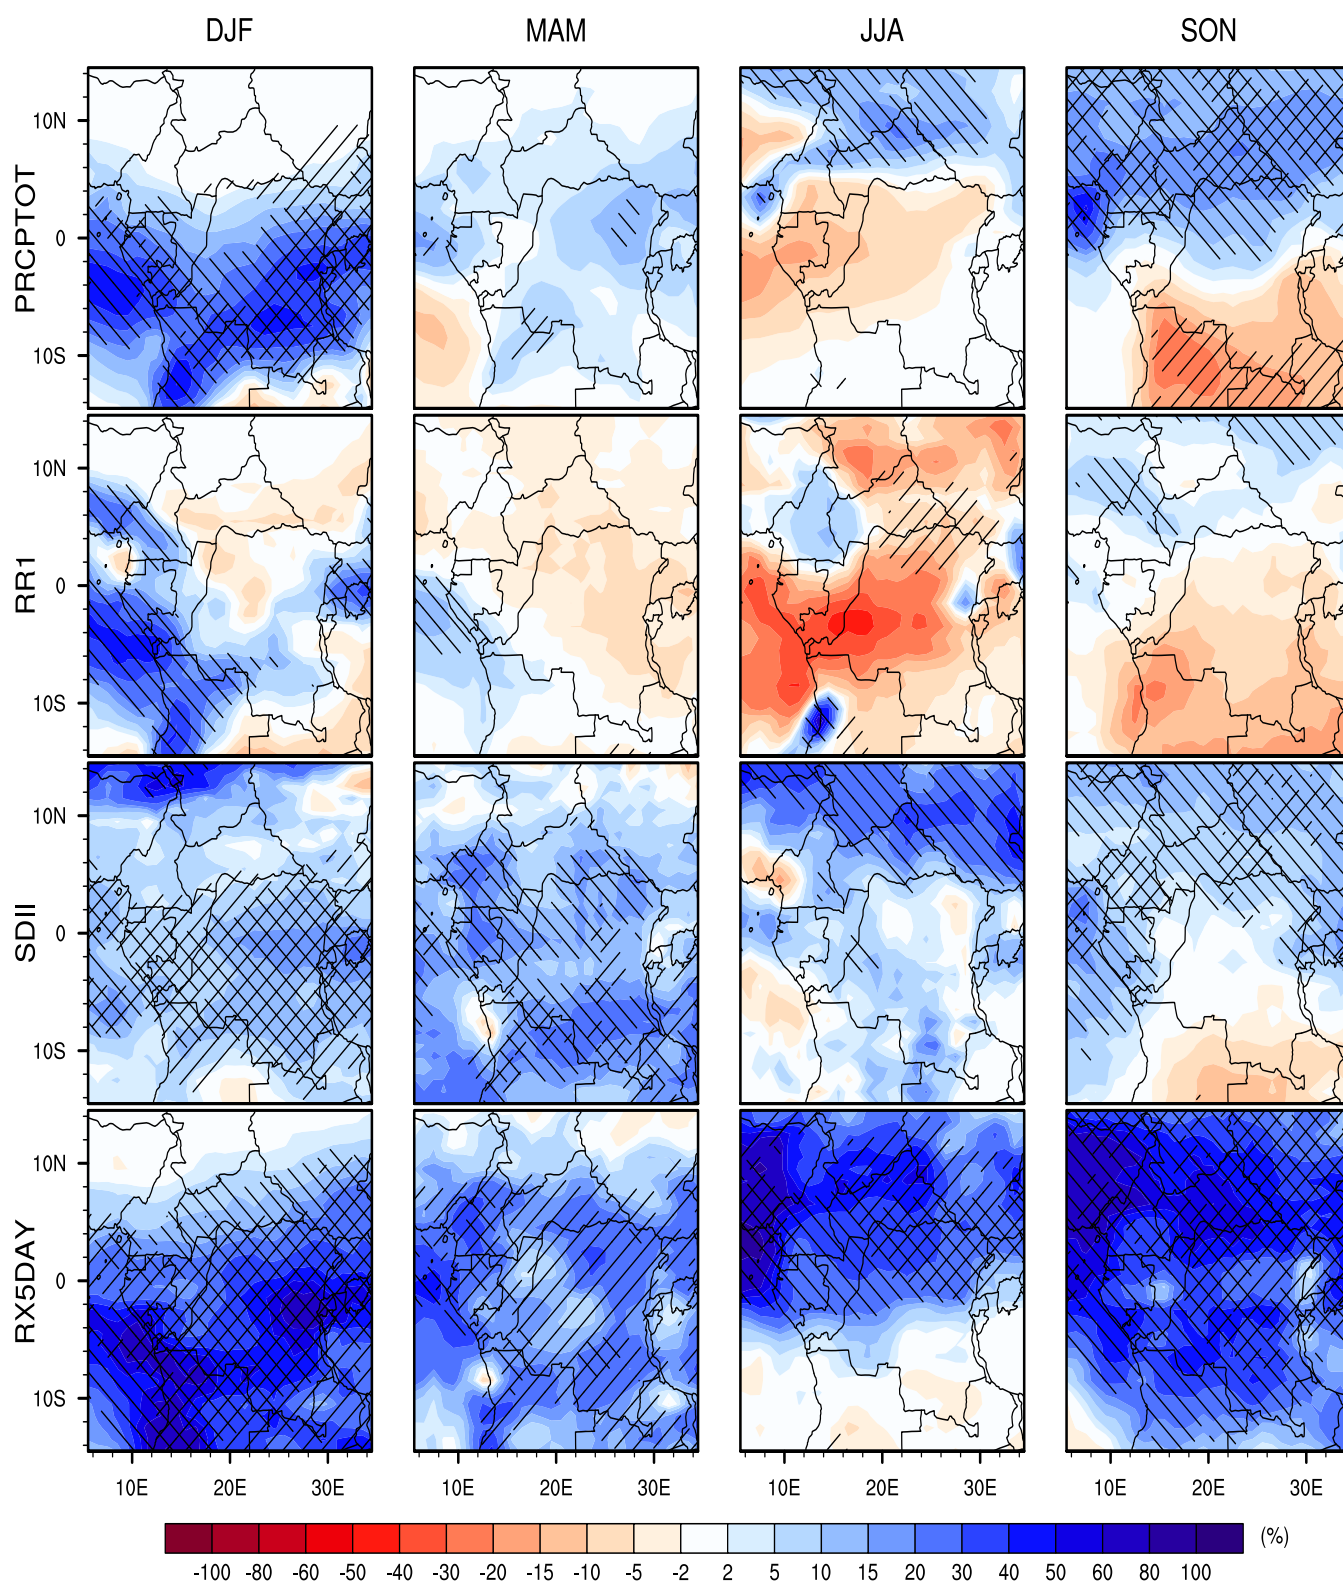 DJF MAM JJA SON
PRCPTOT
10N
0
10S
RR1
10N
0
10S
SDII
10N
0
10S
RX5DAY
10N
0
10S
10E 20E 30E 10E 20E 30E 10E 20E 30E 10E 20E 30E
(%)
-100 -80 -60 -50 -40 -30 -20 -15 -10 -5 -2 2 5 10 15 20 30 40 50 60 80 100